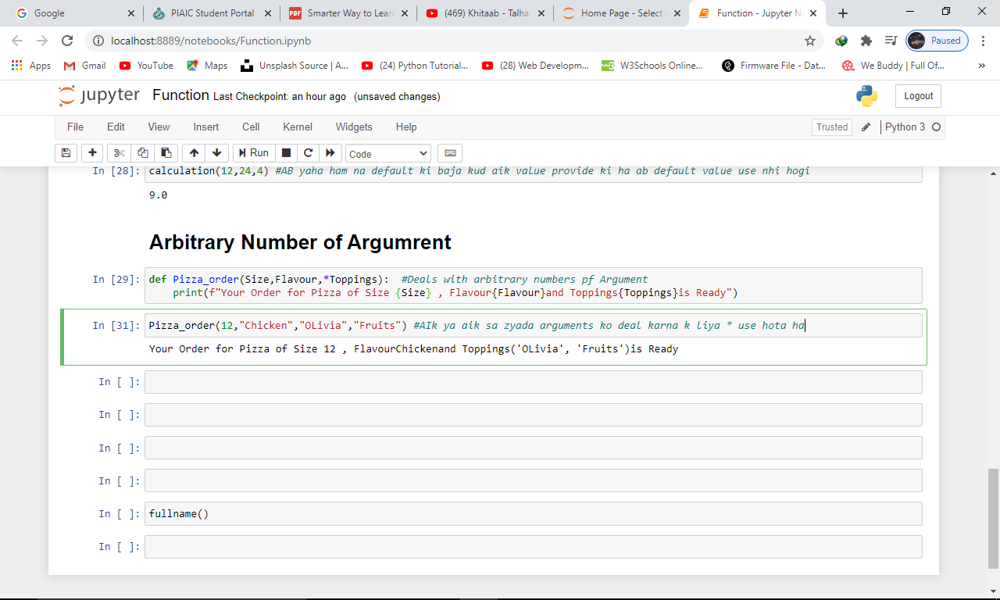 Google
PIAIC Student Portal
PDF
Smarter Way to Lear
(469) Khitaab - Talha
Home Page - Select
Function - Jupyter N
localhost:8889/notebooks/Function.ipynb
Paused
Apps
Gmail
YouTube
Maps
Unsplash Source | A...
(24) Python Tutorial...
(28) Web Developm...
W3Schools Online...
Firmware File - Dat...
We Buddy | Full Of...
»
jupyter Function Last Checkpoint: an hour ago (unsaved changes)
Logout
File Edit View Insert Cell Kernel Widgets Help
Trusted
Python 3
Run
Code
In [28]: calculation(12,24,4) #AB yaha ham na default ki baja kud aik value provide ki ha ab default value use nhi hogi
9.0
Arbitrary Number of Argumrent
In [29]: def Pizza_order(Size,Flavour,*Toppings):  #Deals with arbitrary numbers pf Argument
print(f"Your Order for Pizza of Size {Size} , Flavour{Flavour}and Toppings{Toppings}is Ready")
In [31]: Pizza_order(12,"Chicken","OLivia","Fruits") #AIk ya aik sa zyada arguments ko deal karna k liya * use hota ha
Your Order for Pizza of Size 12 , FlavourChickenand Toppings('OLivia', 'Fruits')is Ready
In [ ]:
In [ ]:
In [ ]:
In [ ]:
In [ ]: fullname()
In [ ]: